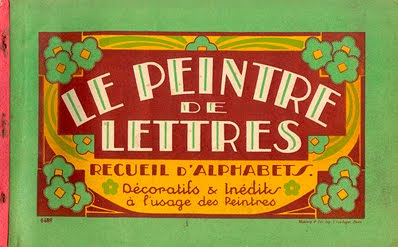 LE PEINTRE
DE
LETTRES
RECUEIL D'ALPHABETS.
Décoratifs & Inédits
à l'usage des Peintres